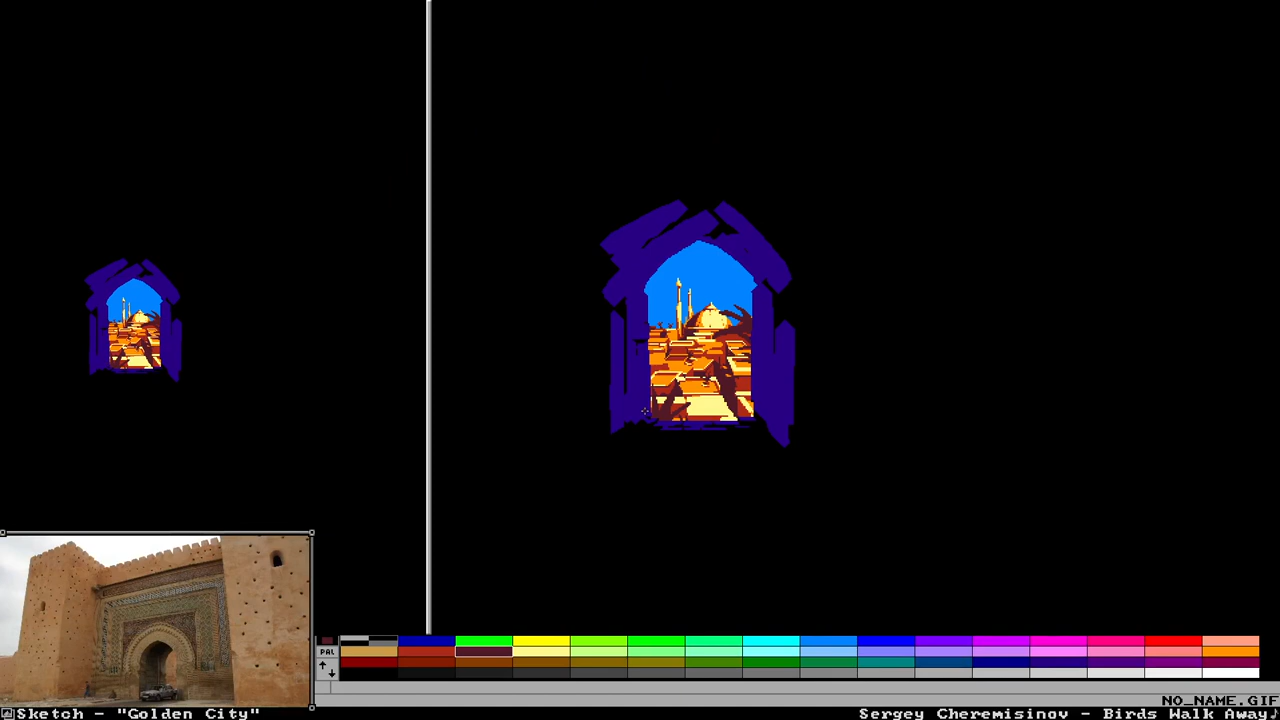 PAL
NO_NAME.GIF
Sketch - "Golden City"
Sergey Cheremisinov - Birds Walk Away♪